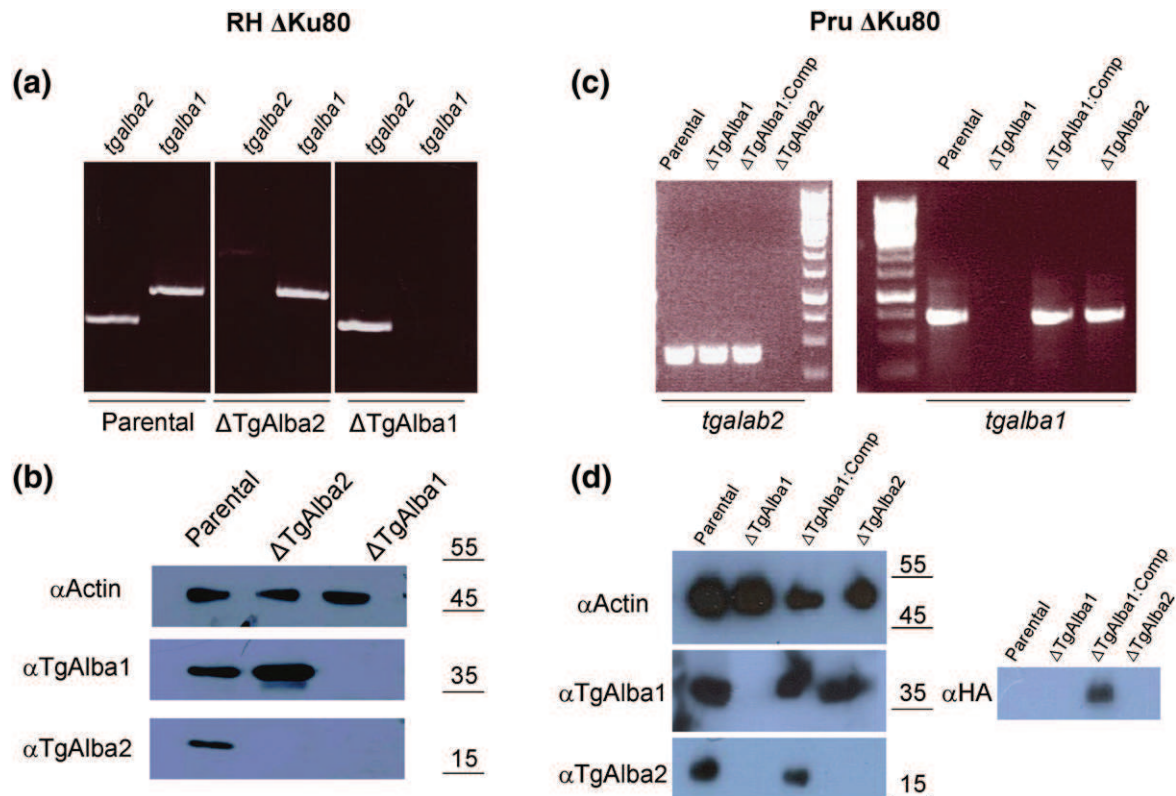 RH ΔKu80
Pru ΔKu80
(a)
tgalba2
tgalba1
tgalba2
tgalba1
tgalba2
tgalba1
Parental
ΔTgAlba2
ΔTgAlba1
(b)
Parental
ΔTgAlba2
ΔTgAlba1
αActin
55
45
αTgAlba1
35
αTgAlba2
15
(c)
Parental
ΔTgAlba1
ΔTgAlba1:Comp
ΔTgAlba2
tgalab2
Parental
ΔTgAlba1
ΔTgAlba1:Comp
ΔTgAlba2
tgalba1
(d)
Parental
ΔTgAlba1
ΔTgAlba1:Comp
ΔTgAlba2
αActin
55
45
αTgAlba1
35
αTgAlba2
15
Parental
ΔTgAlba1
ΔTgAlba1:Comp
ΔTgAlba2
αHA